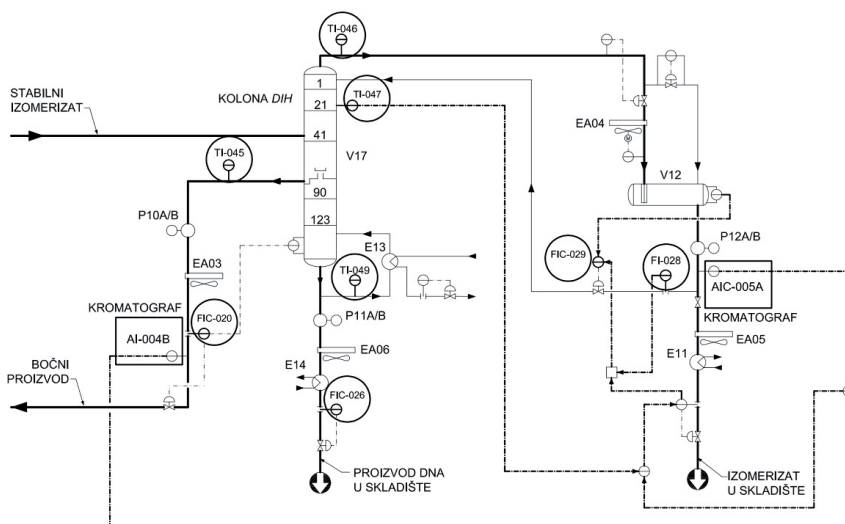 TI-046
STABILNI
IZOMERIZAT
KOLONA DIH
1
21
41
90
123
TI-047
V17
TI-045
EA04
M
V12
P10A/B
EA03
E13
P12A/B
FIC-029
FI-028
AIC-005A
KROMATOGRAF
TI-049
KROMATOGRAF
AI-004B
FIC-020
P11A/B
EA06
E11
EA05
E14
FIC-026
BOČNI
PROIZVOD
PROIZVOD DNA
U SKLADIŠTE
IZOMERIZAT
U SKLADIŠTE